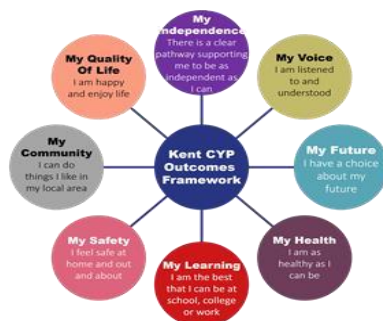 My
Independence
There is a clear
pathway supporting
me to be as
independent as
I can
My Quality
Of Life
I am
happy and
enjoy life
My Voice
I am listened
to and
understood
My
Community
I can do
things I like in
my local area
Kent CYP
Outcomes
Framework
My Future
I have a choice
about my
future
My Safety
I feel safe at
home and out
and about
My Learning
I am the best
that I can be at
school, college
or work
My Health
I am as
healthy as I
can be